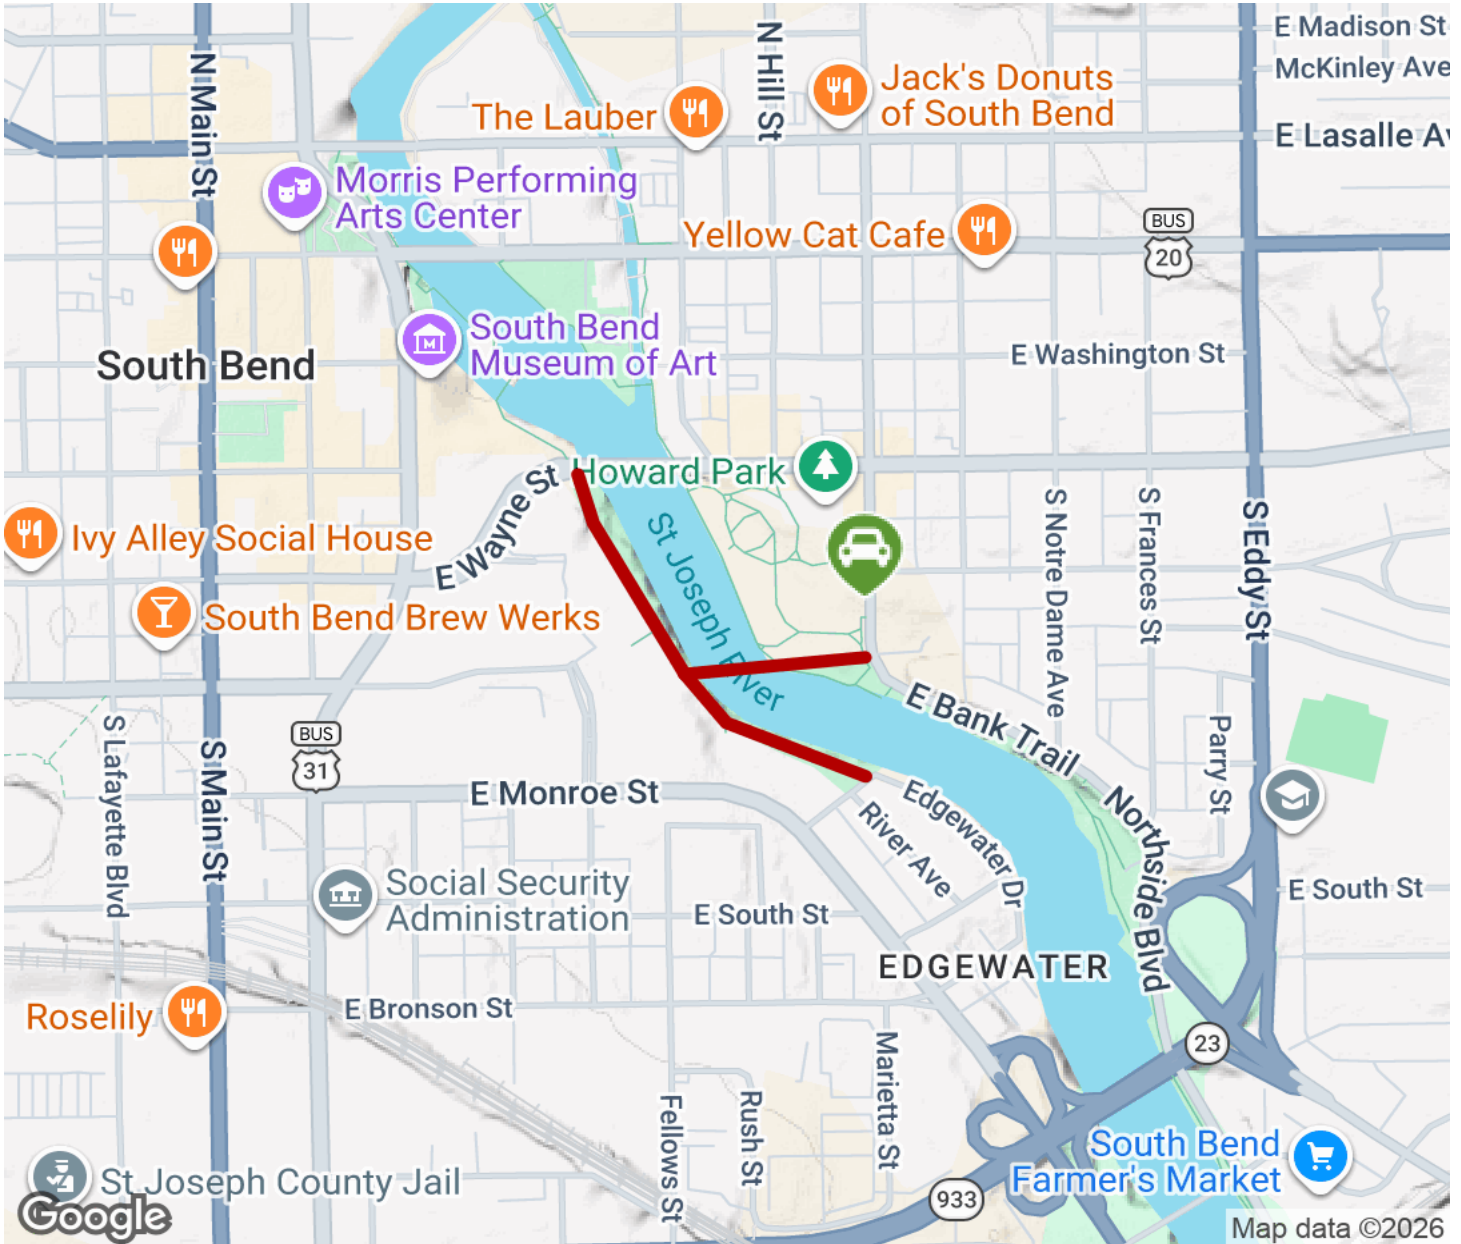 E Madison St
McKinley Ave
N Main St
N Hill St
Jack's Donuts
of South Bend
The Lauber
E Lasalle Av
Morris Performing
Arts Center
Yellow Cat Cafe
BUS
20
South Bend
Museum of Art
South Bend
E Washington St
Howard Park
E Wayne St
Ivy Alley Social House
St Joseph River
S Notre Dame Ave
S Frances St
S Eddy St
South Bend Brew Werks
E Bank Trail
S Lafayette Blvd
BUS
31
S Main St
Parry St
E Monroe St
Edgewater Dr
River Ave
Northside Blvd
Social Security
Administration
E South St
E South St
EDGEWATER
E Bronson St
Roselily
23
Marietta St
Fellows St
Rush St
South Bend
Farmer's Market
St Joseph County Jail
933
Google
Map data ©2026